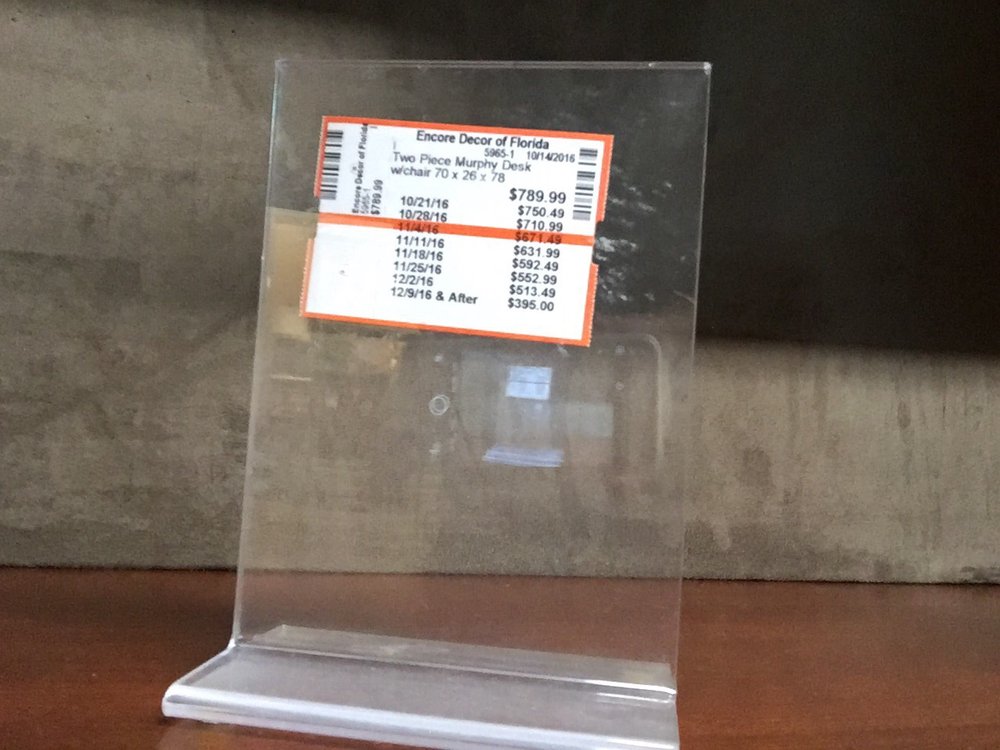 Encore Decor of Florida
5965-1 10/14/2016
Two Piece Murphy Desk
w/chair 70 x 26 x 78
$789.99
10/21/16 $750.49
10/28/16 $710.99
11/4/16 $671.49
11/11/16 $631.99
11/18/16 $592.49
11/25/16 $552.99
12/2/16 $513.49
12/9/16 & After $395.00
Encore Decor of Florida
5965-1
$789.99